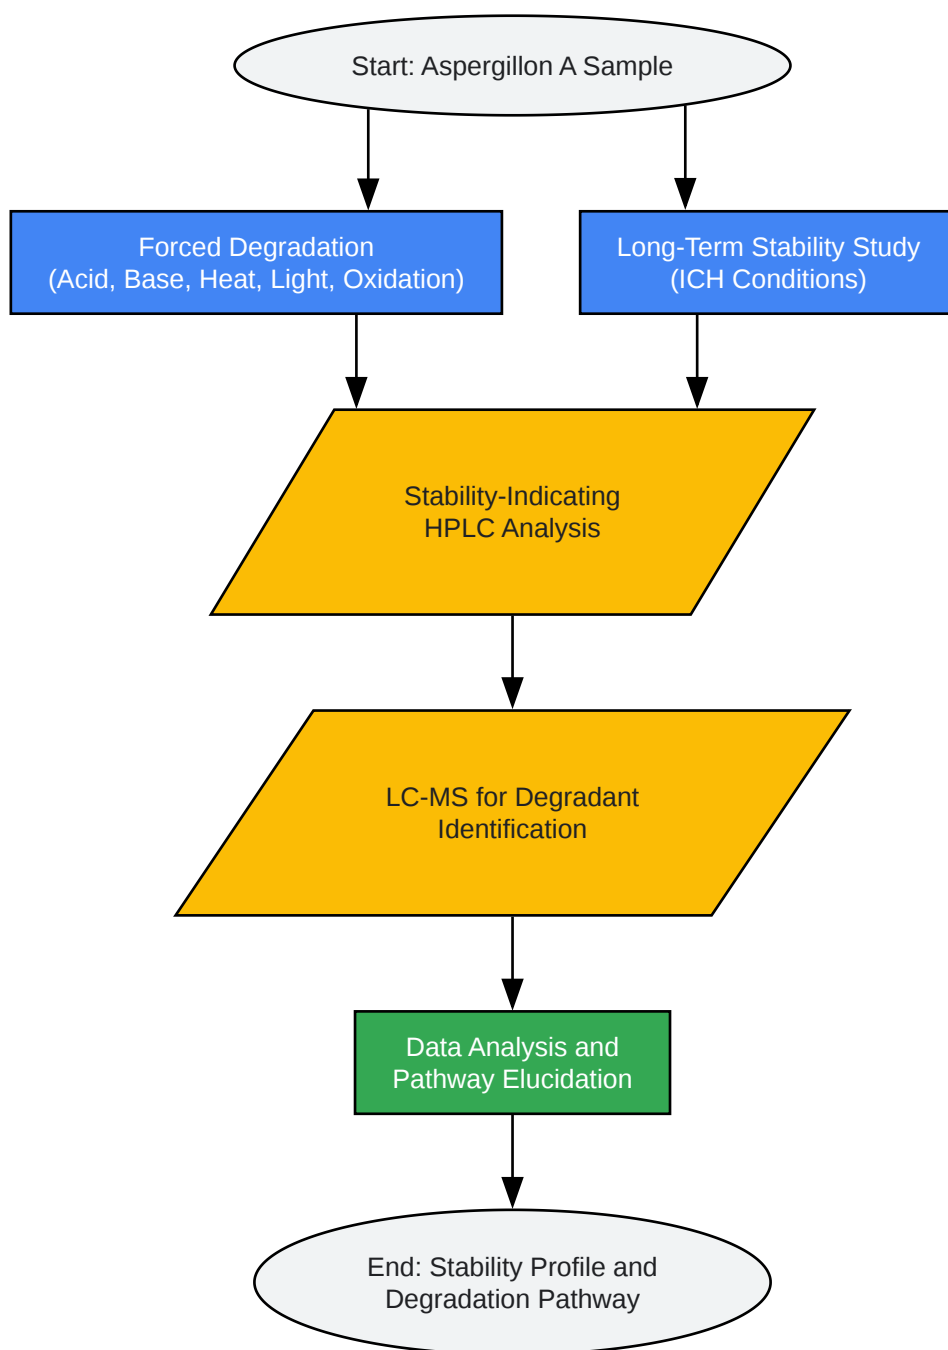 Start: Aspergillon A Sample
Forced Degradation
(Acid, Base, Heat, Light, Oxidation)
Long-Term Stability Study
(ICH Conditions)
Stability-Indicating
HPLC Analysis
LC-MS for Degradant
Identification
Data Analysis and
Pathway Elucidation
End: Stability Profile and
Degradation Pathway